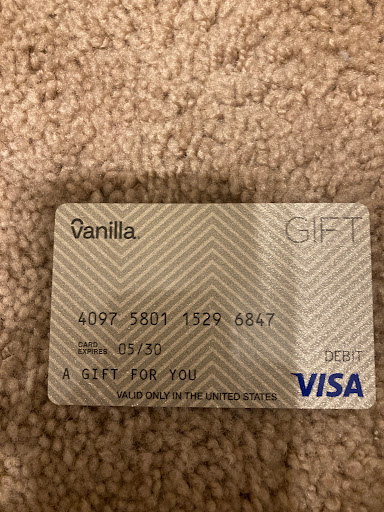 Vanilla GIFT
4097 5801 1529 6847
CARD
EXPIRES 05/30
DEBIT
A GIFT FOR YOU
VISA
VALID ONLY IN THE UNITED STATES